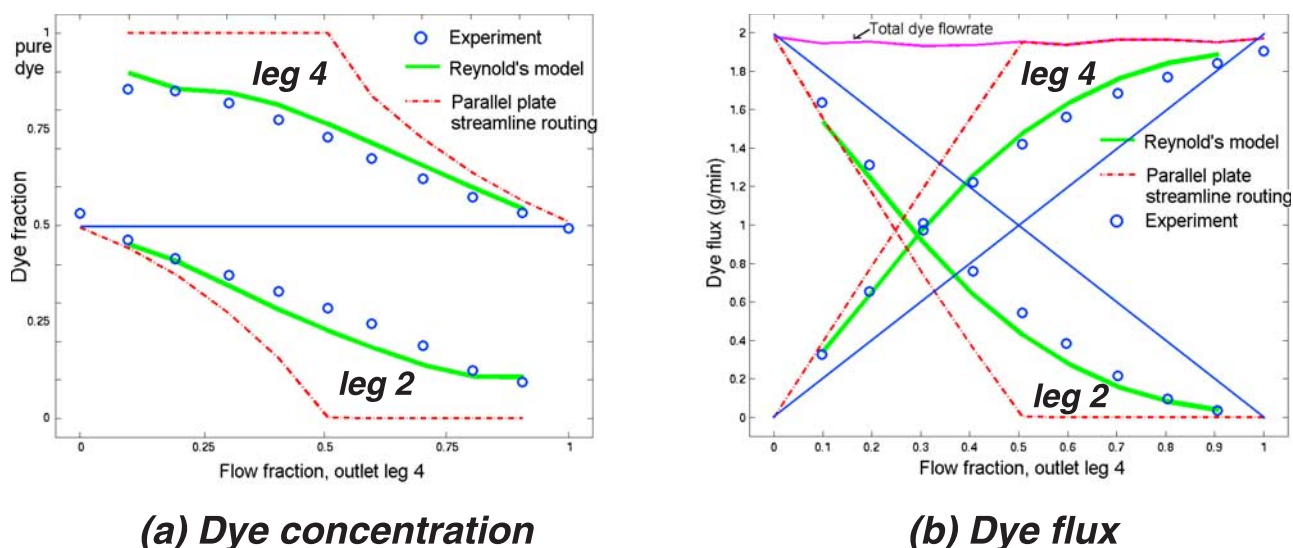 1
pure
dye
0.75
0.5
0.25
0
Dye fraction
Experiment
Reynold's model
Parallel plate
streamline routing
leg 4
leg 2
0
0.25
0.5
0.75
1
Flow fraction, outlet leg 4
(a) Dye concentration
2
1.8
1.6
1.4
1.2
1
0.8
0.6
0.4
0.2
0
Dye flux (g/min)
Total dye flowrate
leg 4
Reynold's model
Parallel plate
streamline routing
Experiment
leg 2
0
0.1
0.2
0.3
0.4
0.5
0.6
0.7
0.8
0.9
1
Flow fraction, outlet leg 4
(b) Dye flux